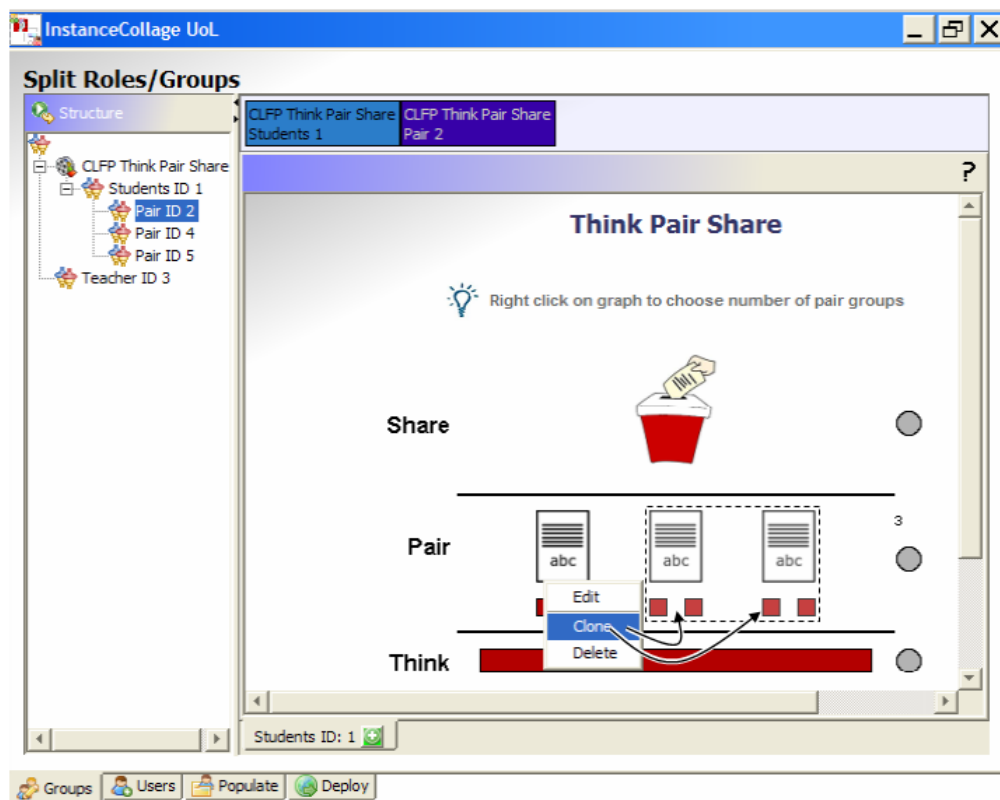 InstanceCollage UoL
Split Roles/Groups
Structure
CLFP Think Pair Share
Students ID 1
Pair ID 2
Pair ID 4
Pair ID 5
Teacher ID 3
CLFP Think Pair Share
Students 1
CLFP Think Pair Share
Pair 2
?
Think Pair Share
Right click on graph to choose number of pair groups
Share
Pair
abc
abc
abc
3
Edit
Clone
Delete
Think
Students ID: 1
Groups
Users
Populate
Deploy